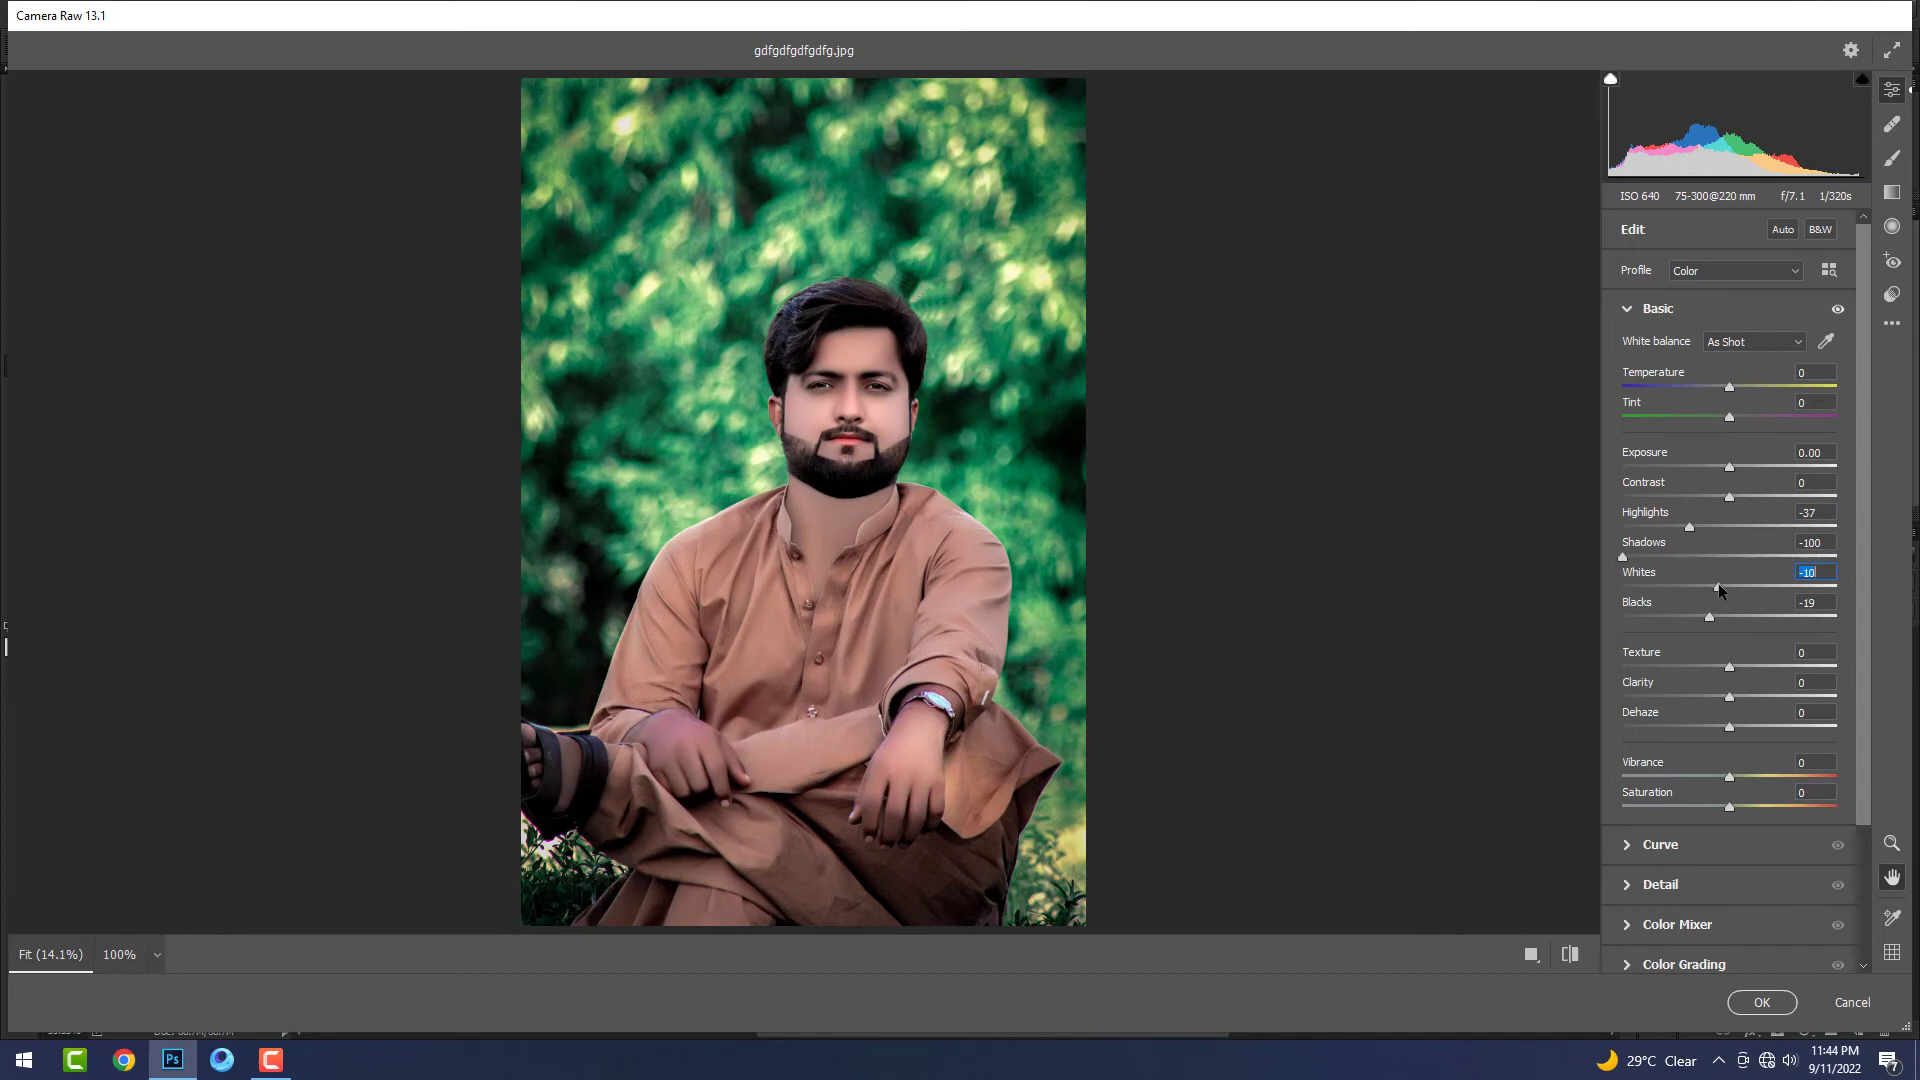 Camera Raw 13.1
gdfgdfgdfgdfg.jpg
ISO 640 75-300@220 mm f/7.1 1/320s
Edit Auto B&W
Profile Color
Basic
White balance As Shot
Temperature 0
Tint 0
Exposure 0.00
Contrast 0
Highlights -37
Shadows -100
Whites -10
Blacks -19
Texture 0
Clarity 0
Dehaze 0
Vibrance 0
Saturation 0
Curve
Detail
Color Mixer
Color Grading
Fit (14.1%) 100%
OK Cancel
Ps 29°C Clear 11:44 PM
9/11/2022 7